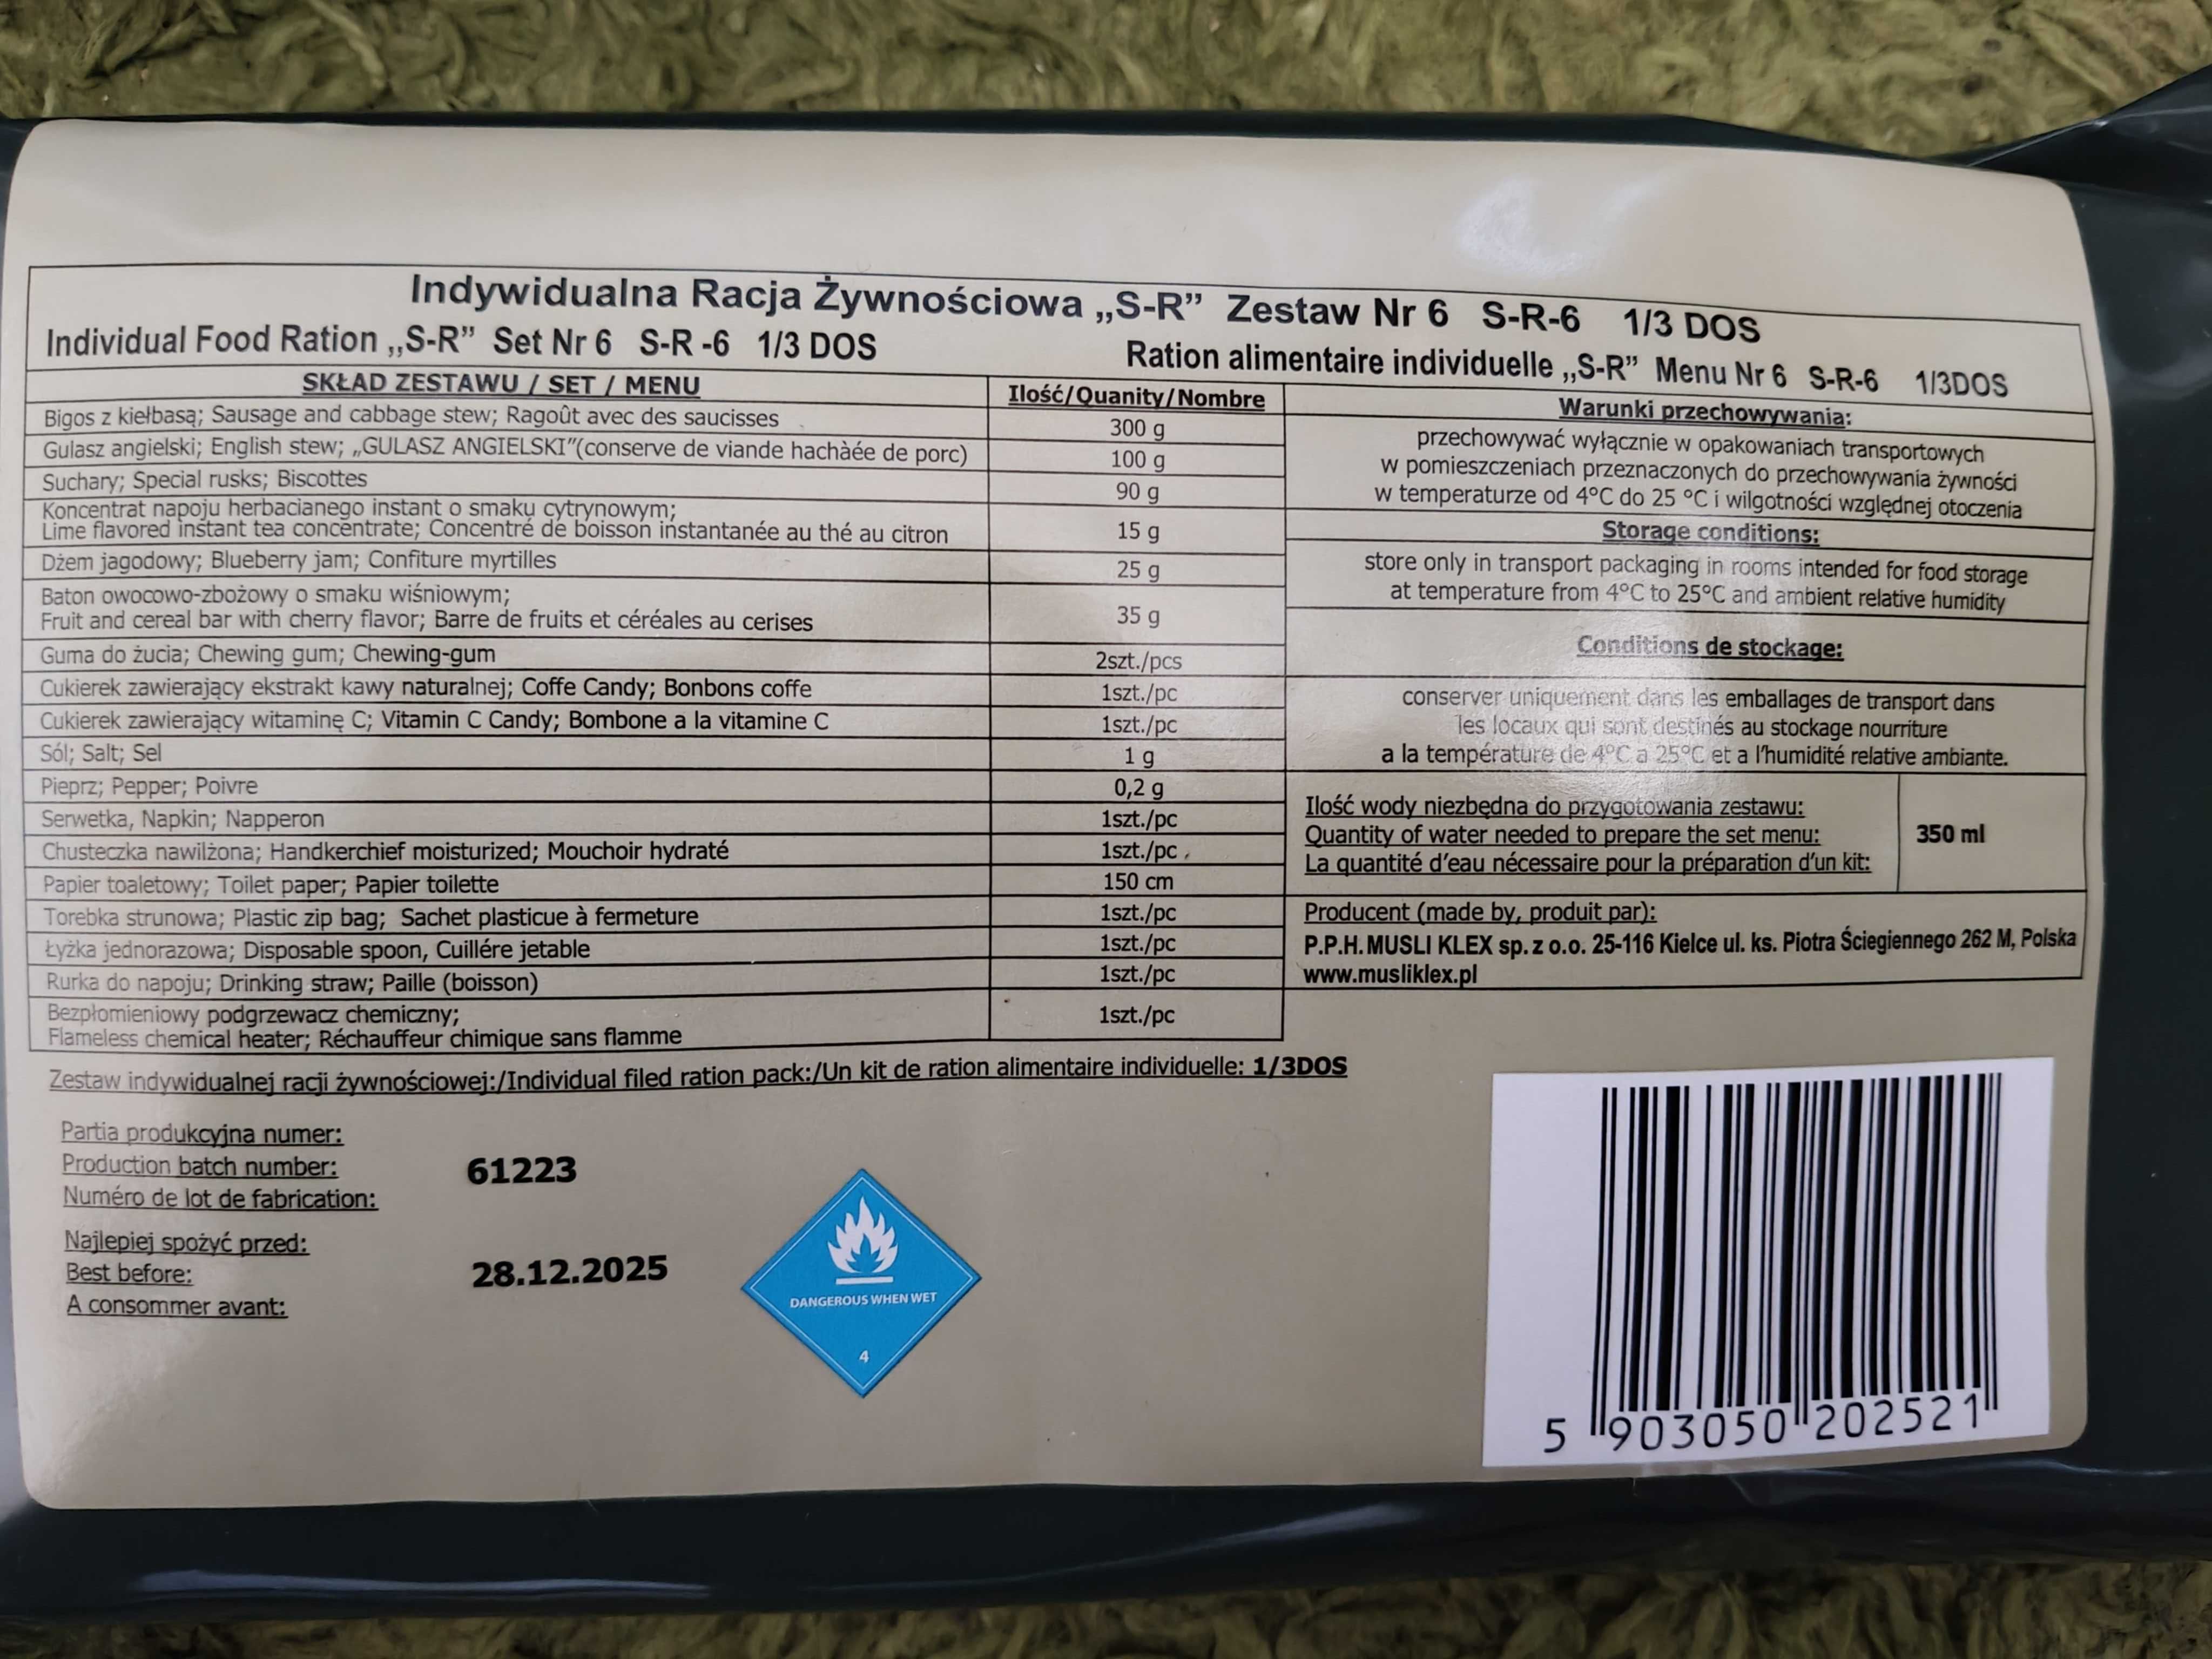 Indywidualna Racja Żywnościowa „S-R” Zestaw Nr 6 S-R-6 1/3 DOS
Individual Food Ration „S-R” Set Nr 6 S-R -6 1/3 DOS
Ration alimentaire individuelle „S-R” Menu Nr 6 S-R-6 1/3DOS
SKŁAD ZESTAWU / SET / MENU Ilość/Quanity/Nombre
Bigos z kiełbasą; Sausage and cabbage stew; Ragoût avec des saucisses 300 g
Gulasz angielski; English stew; „GULASZ ANGIELSKI”(conserve de viande hachàée de porc) 100 g
Suchary; Special rusks; Biscottes 90 g
Koncentrat napoju herbacianego instant o smaku cytrynowym;
Lime flavored instant tea concentrate; Concentré de boisson instantanée au thé au citron 15 g
Dżem jagodowy; Blueberry jam; Confiture myrtilles 25 g
Baton owocowo-zbożowy o smaku wiśniowym;
Fruit and cereal bar with cherry flavor; Barre de fruits et céréales au cerises 35 g
Guma do żucia; Chewing gum; Chewing-gum 2szt./pcs
Cukierek zawierający ekstrakt kawy naturalnej; Coffe Candy; Bonbons coffe 1szt./pc
Cukierek zawierający witaminę C; Vitamin C Candy; Bombone a la vitamine C 1szt./pc
Sól; Salt; Sel 1 g
Pieprz; Pepper; Poivre 0,2 g
Serwetka, Napkin; Napperon 1szt./pc
Chusteczka nawilżona; Handkerchief moisturized; Mouchoir hydraté 1szt./pc
Papier toaletowy; Toilet paper; Papier toilette 150 cm
Torebka strunowa; Plastic zip bag; Sachet plasticue à fermeture 1szt./pc
Łyżka jednorazowa; Disposable spoon, Cuillére jetable 1szt./pc
Rurka do napoju; Drinking straw; Paille (boisson) 1szt./pc
Bezpłomieniowy podgrzewacz chemiczny;
Flameless chemical heater; Réchauffeur chimique sans flamme 1szt./pc
Warunki przechowywania:
przechowywać wyłącznie w opakowaniach transportowych
w pomieszczeniach przeznaczonych do przechowywania żywności
w temperaturze od 4°C do 25 °C i wilgotności względnej otoczenia
Storage conditions:
store only in transport packaging in rooms intended for food storage
at temperature from 4°C to 25°C and ambient relative humidity
Conditions de stockage:
conserver uniquement dans les emballages de transport dans
les locaux qui sont destinés au stockage nourriture
a la température de 4°C a 25°C et a l’humidité relative ambiante.
Ilość wody niezbędna do przygotowania zestawu:
Quantity of water needed to prepare the set menu: 350 ml
La quantité d’eau nécessaire pour la préparation d’un kit:
Producent (made by, produit par):
P.P.H. MUSLI KLEX sp. z o.o. 25-116 Kielce ul. ks. Piotra Ściegiennego 262 M, Polska
www.musliklex.pl
Zestaw indywidualnej racji żywnościowej:/Individual filed ration pack:/Un kit de ration alimentaire individuelle: 1/3DOS
Partia produkcyjna numer:
Production batch number: 61223
Numéro de lot de fabrication:
Najlepiej spożyć przed:
Best before: 28.12.2025
A consommer avant:
DANGEROUS WHEN WET
4
5 903050 202521